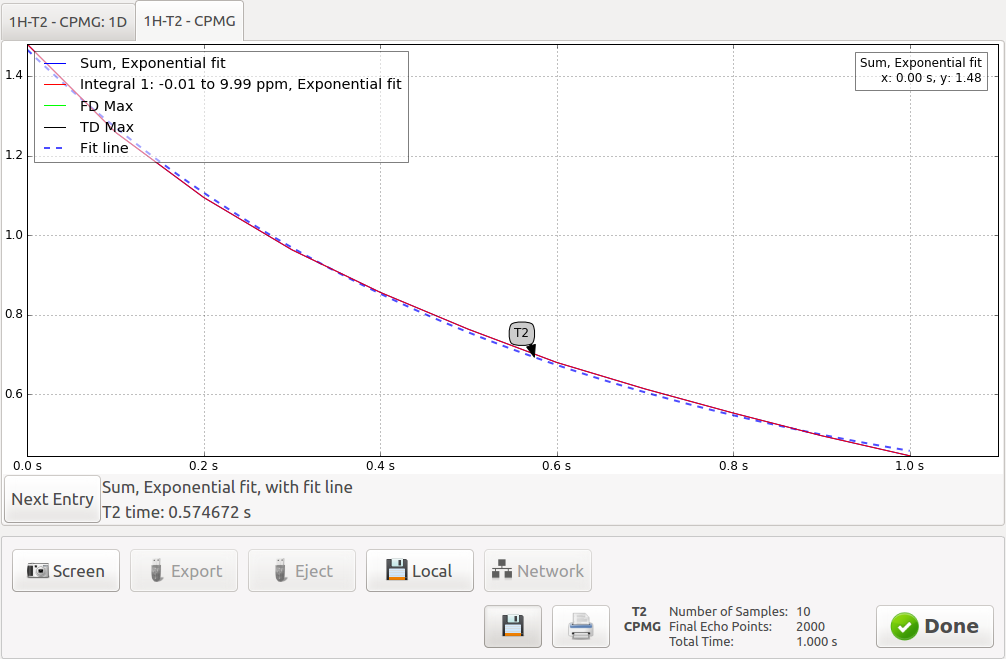 1H-T2 - CPMG: 1D
1H-T2 - CPMG
Sum, Exponential fit
Integral 1: -0.01 to 9.99 ppm, Exponential fit
FD Max
TD Max
Fit line
Sum, Exponential fit
x: 0.00 s, y: 1.48
1.4
1.2
1.0
0.8
0.6
T2
0.0 s
0.2 s
0.4 s
0.6 s
0.8 s
1.0 s
Next Entry
Sum, Exponential fit, with fit line
T2 time: 0.574672 s
Screen
Export
Eject
Local
Network
T2
CPMG
Number of Samples: 10
Final Echo Points: 2000
Total Time: 1.000 s
Done